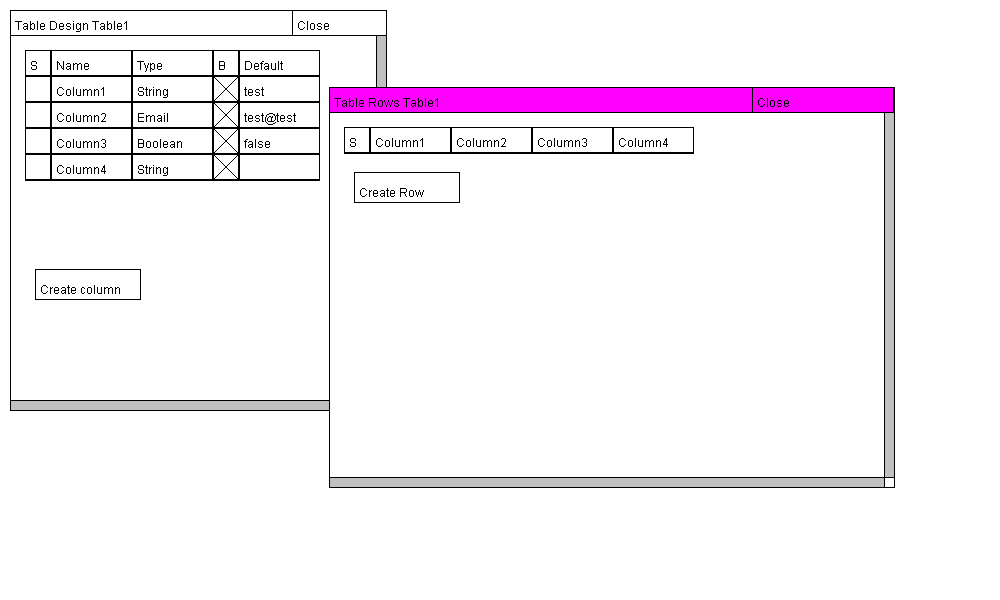 Table Design Table1 Close
S Name Type B Default
Column1 String test
Column2 Email test@test
Column3 Boolean false
Column4 String
Create column
Table Rows Table1 Close
S Column1 Column2 Column3 Column4
Create Row